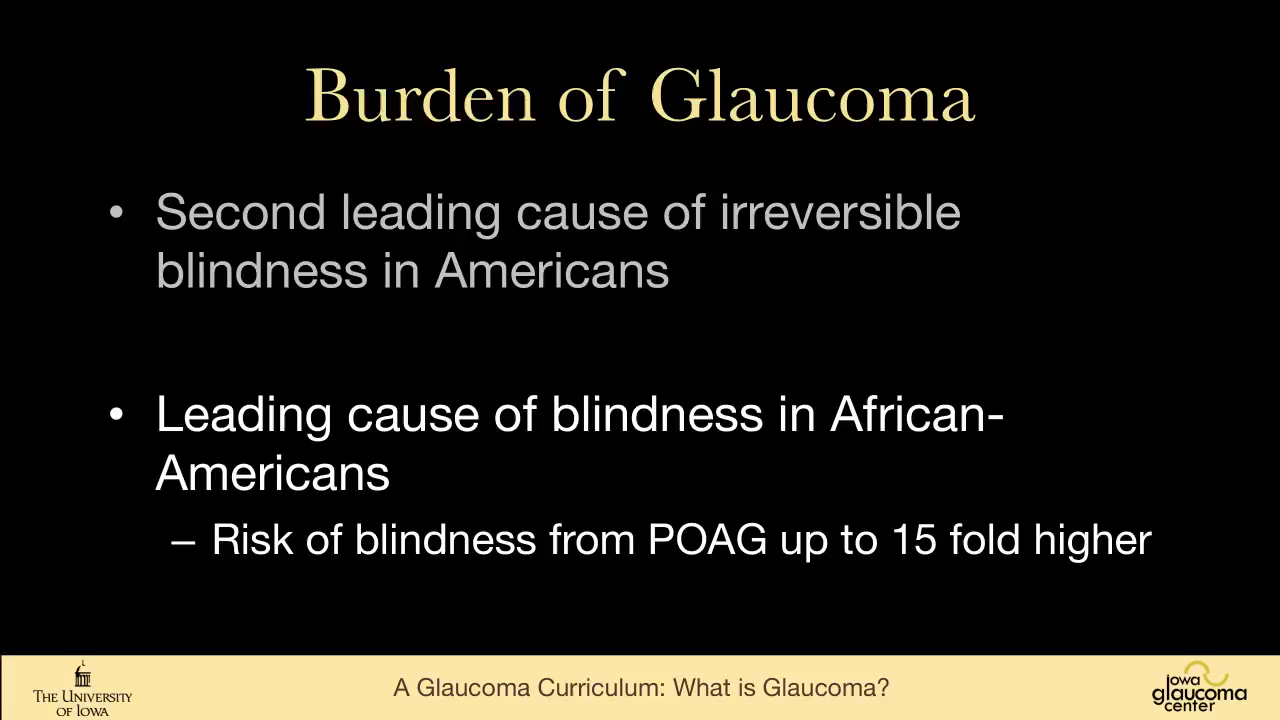 Burden of Glaucoma
• Second leading cause of irreversible
blindness in Americans
• Leading cause of blindness in African-
Americans
– Risk of blindness from POAG up to 15 fold higher
THE UNIVERSITY
OF IOWA
A Glaucoma Curriculum: What is Glaucoma?
iowa
glaucoma
center